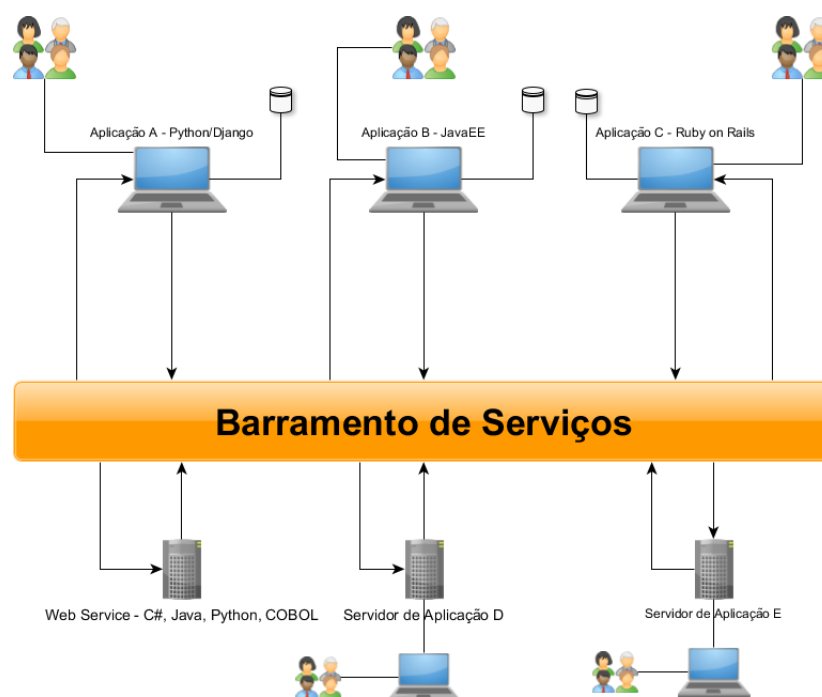 Aplicação A - Python/Django
Aplicação B - JavaEE
Aplicação C - Ruby on Rails
Barramento de Serviços
Web Service - C#, Java, Python, COBOL
Servidor de Aplicação D
Servidor de Aplicação E